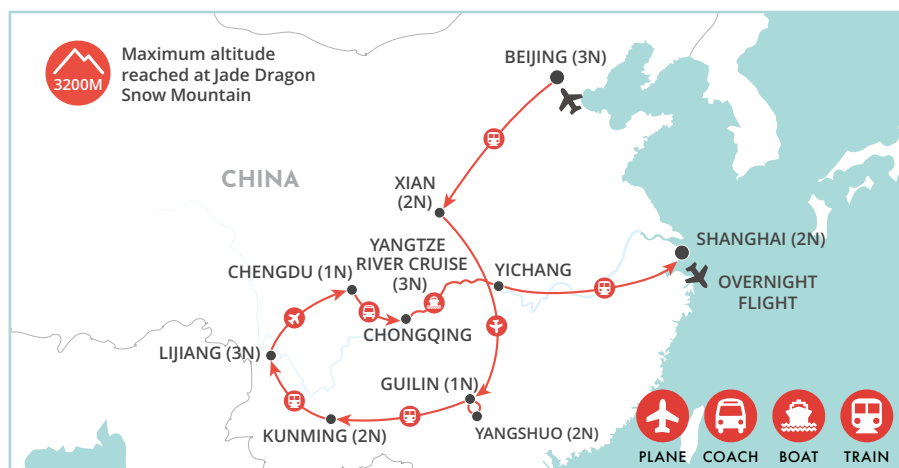 Maximum altitude
reached at Jade Dragon
Snow Mountain
3200M
BEIJING (3N)
CHINA
XIAN
(2N)
SHANGHAI (2N)
YANGTZE
RIVER CRUISE
(3N)
YICHANG
CHENGDU (1N)
OVERNIGHT
FLIGHT
CHONGQING
LIJIANG (3N)
GUILIN (1N)
KUNMING (2N)
YANGSHUO (2N)
PLANE
COACH
BOAT
TRAIN